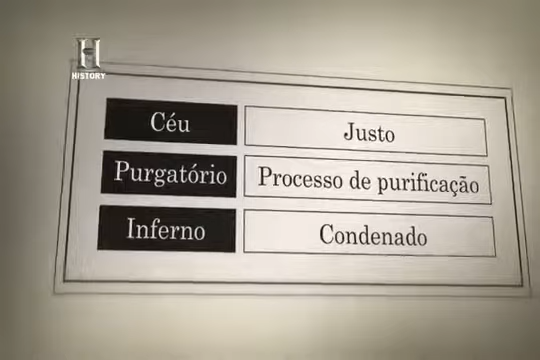 H
HISTORY
Céu Justo
Purgatório Processo de purificação
Inferno Condenado